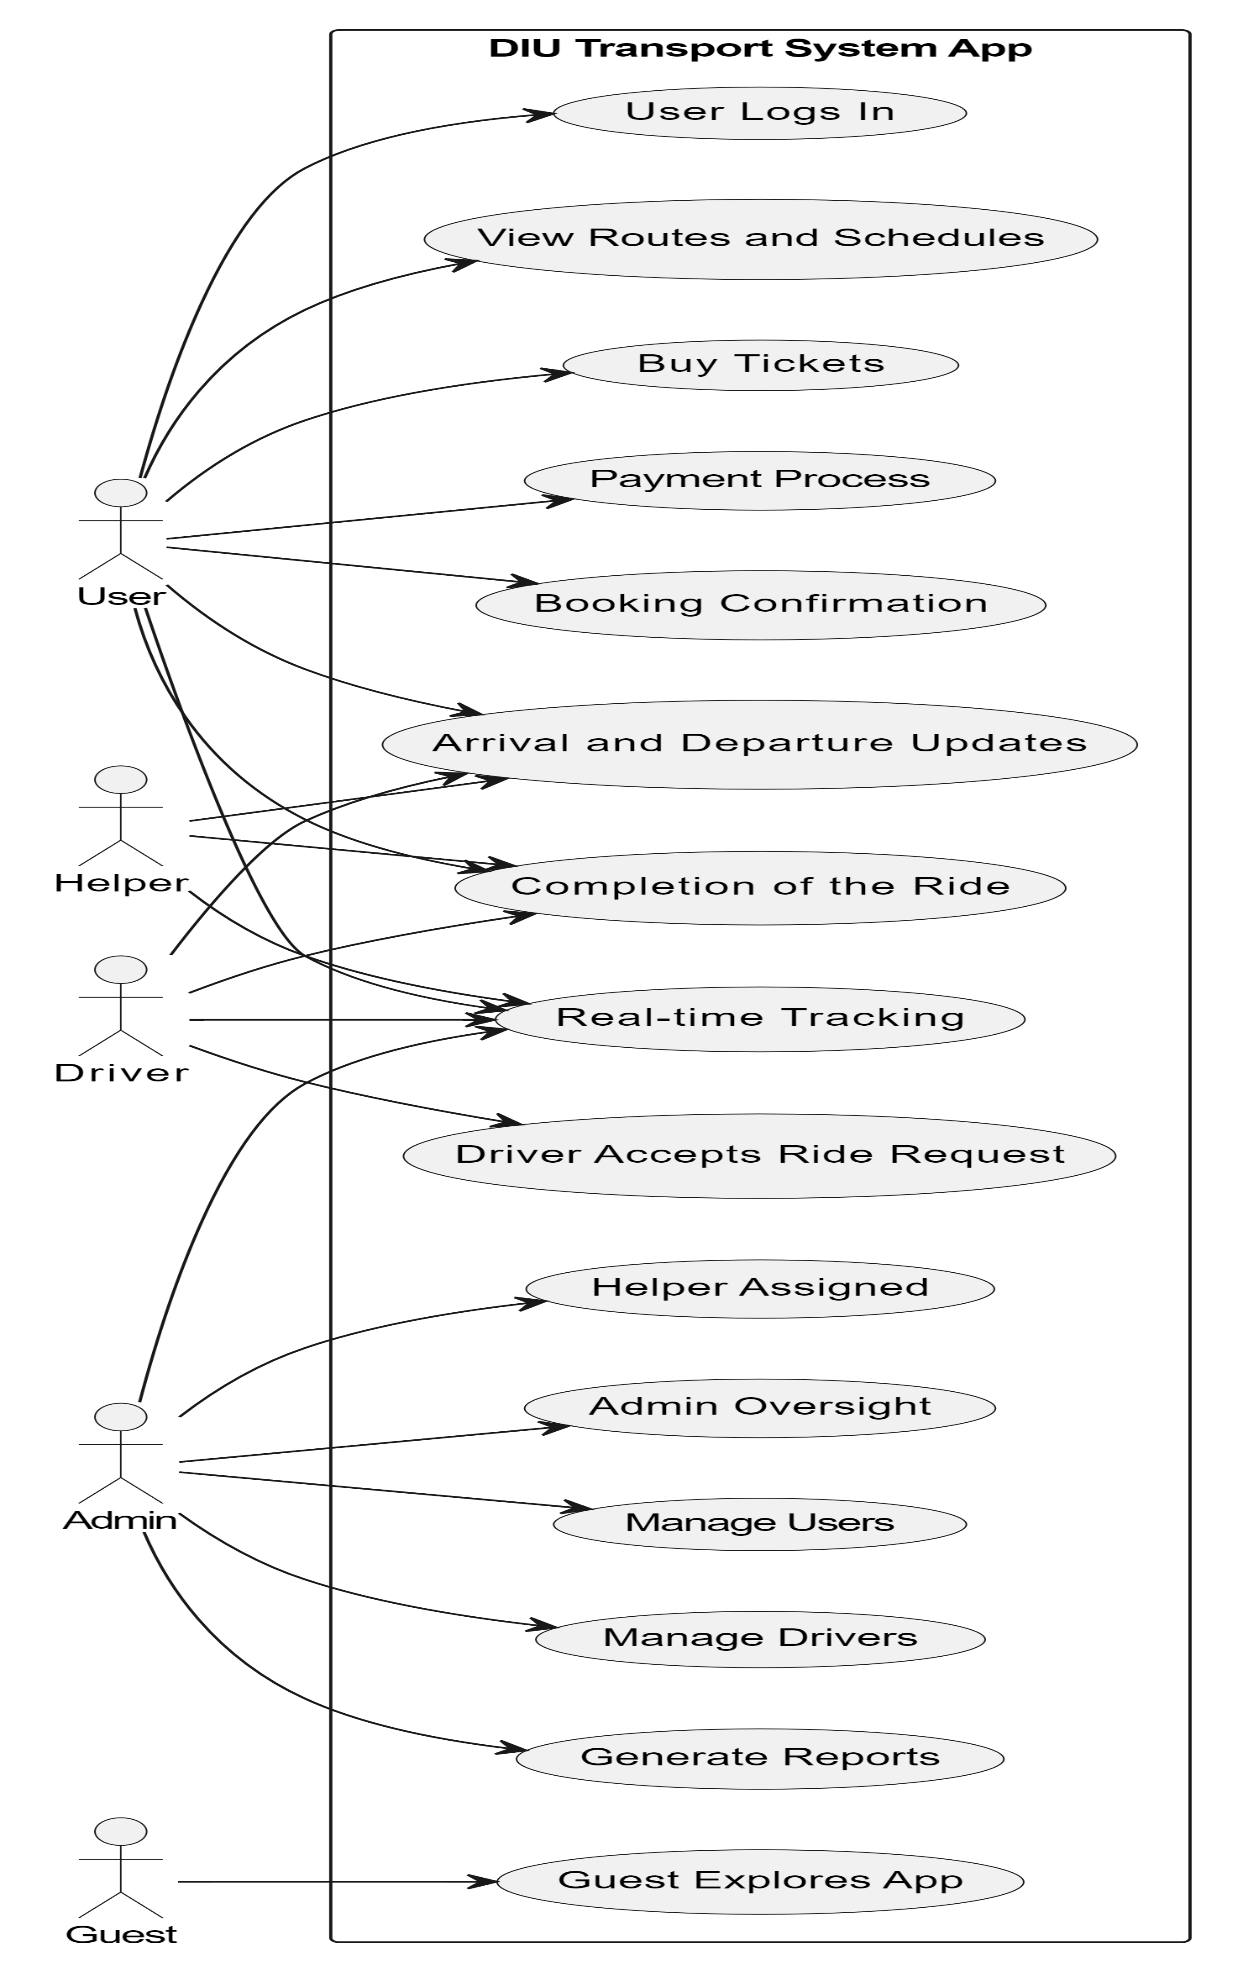 DIU Transport System App
User Logs In
View Routes and Schedules
Buy Tickets
Payment Process
User
Booking Confirmation
Arrival and Departure Updates
Helper
Completion of the Ride
Real-time Tracking
Driver
Driver Accepts Ride Request
Helper Assigned
Admin Oversight
Admin
Manage Users
Manage Drivers
Generate Reports
Guest Explores App
Guest